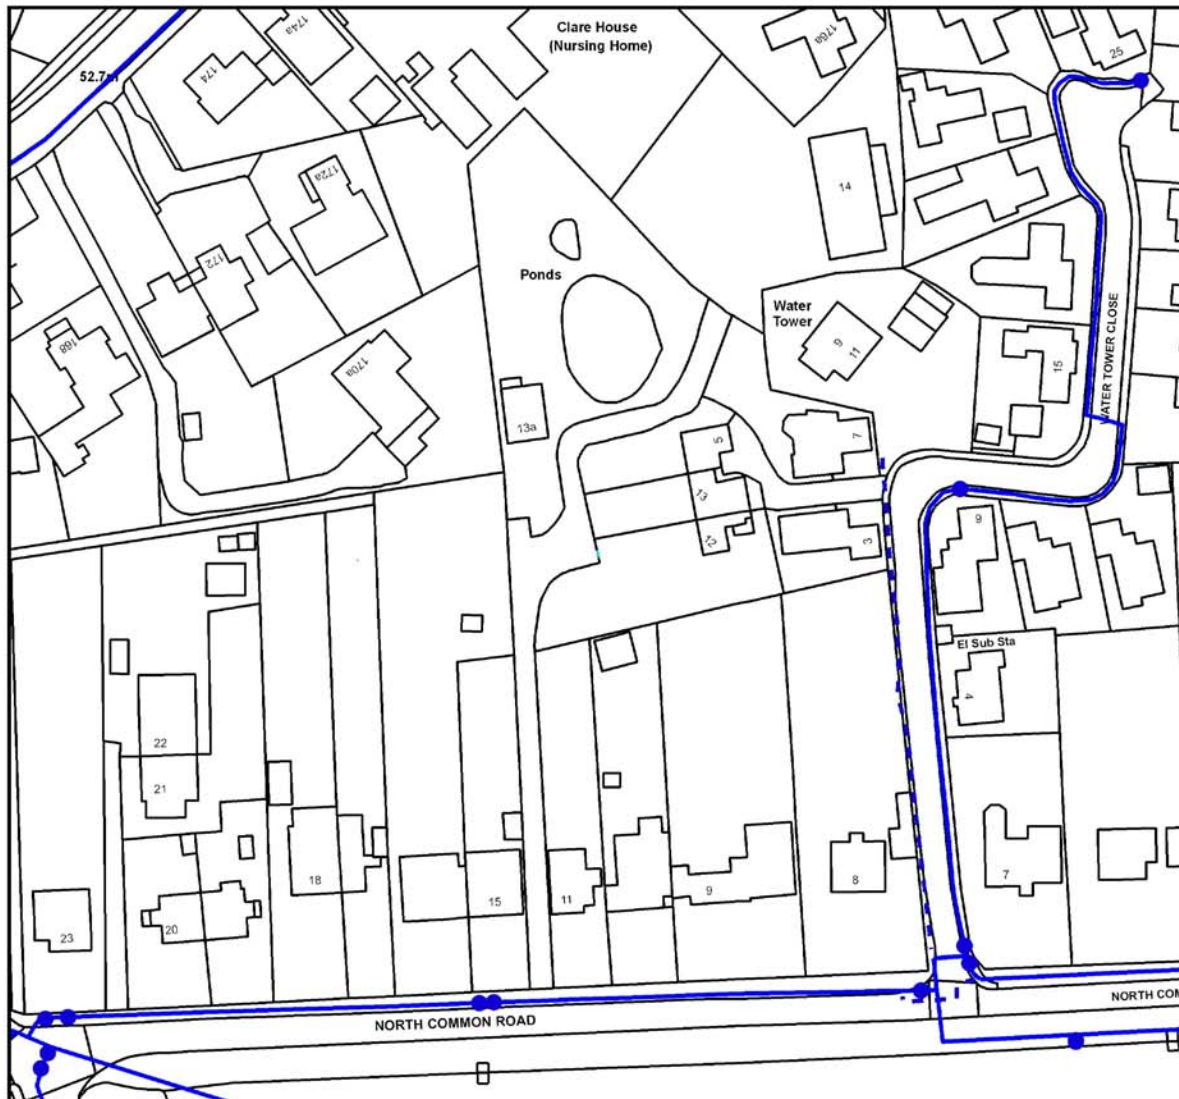 Clare House
(Nursing Home)
174a
176a
25
174
52.7m
172a
14
172
Ponds
Water
Tower
9
11
168
170a
15
WATER TOWER CLOSE
13a
5
7
13
12
3
9
El Sub Sta
4
22
21
18
15
11
9
8
7
20
23
NORTH COMMON ROAD
NORTH COM